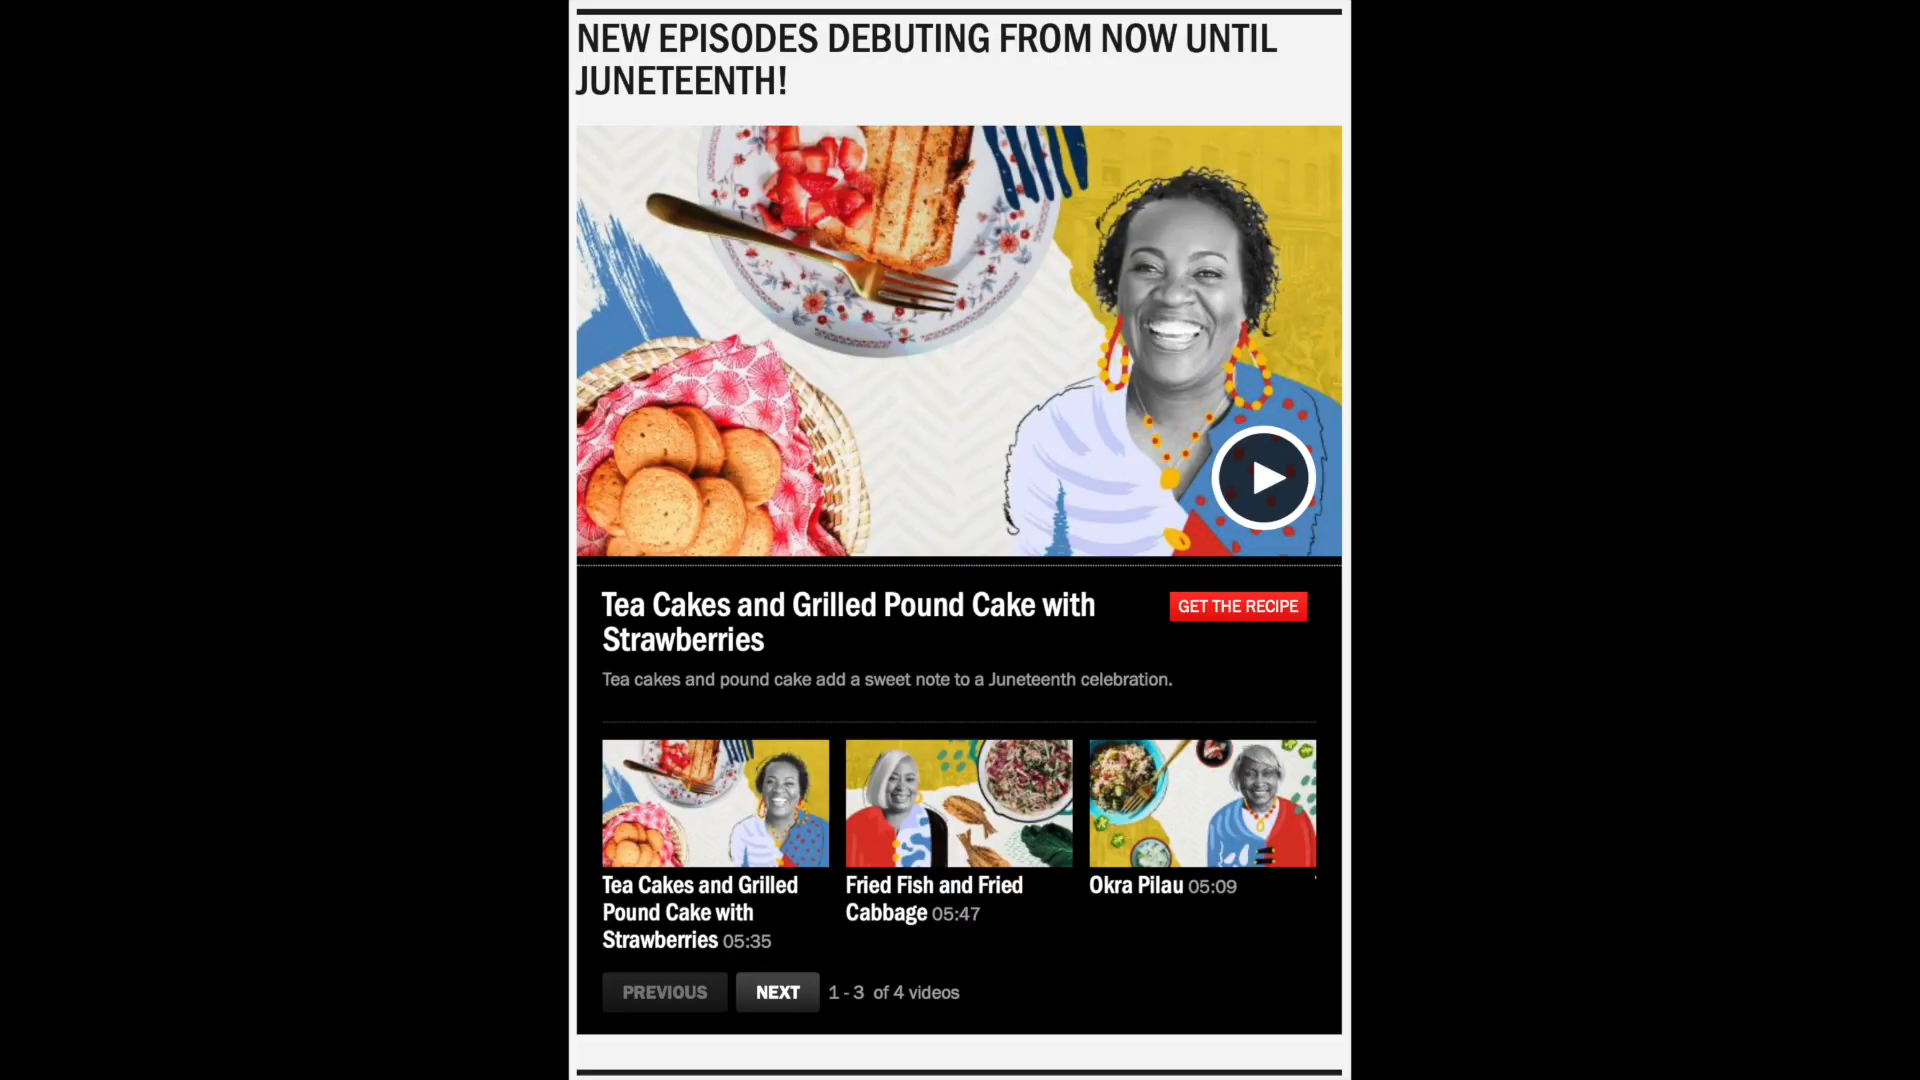 NEW EPISODES DEBUTING FROM NOW UNTIL
JUNETEENTH!
Tea Cakes and Grilled Pound Cake with
Strawberries
GET THE RECIPE
Tea cakes and pound cake add a sweet note to a Juneteenth celebration.
Tea Cakes and Grilled
Pound Cake with
Strawberries 05:35
Fried Fish and Fried
Cabbage 05:47
Okra Pilau 05:09
PREVIOUS
NEXT
1 - 3 of 4 videos